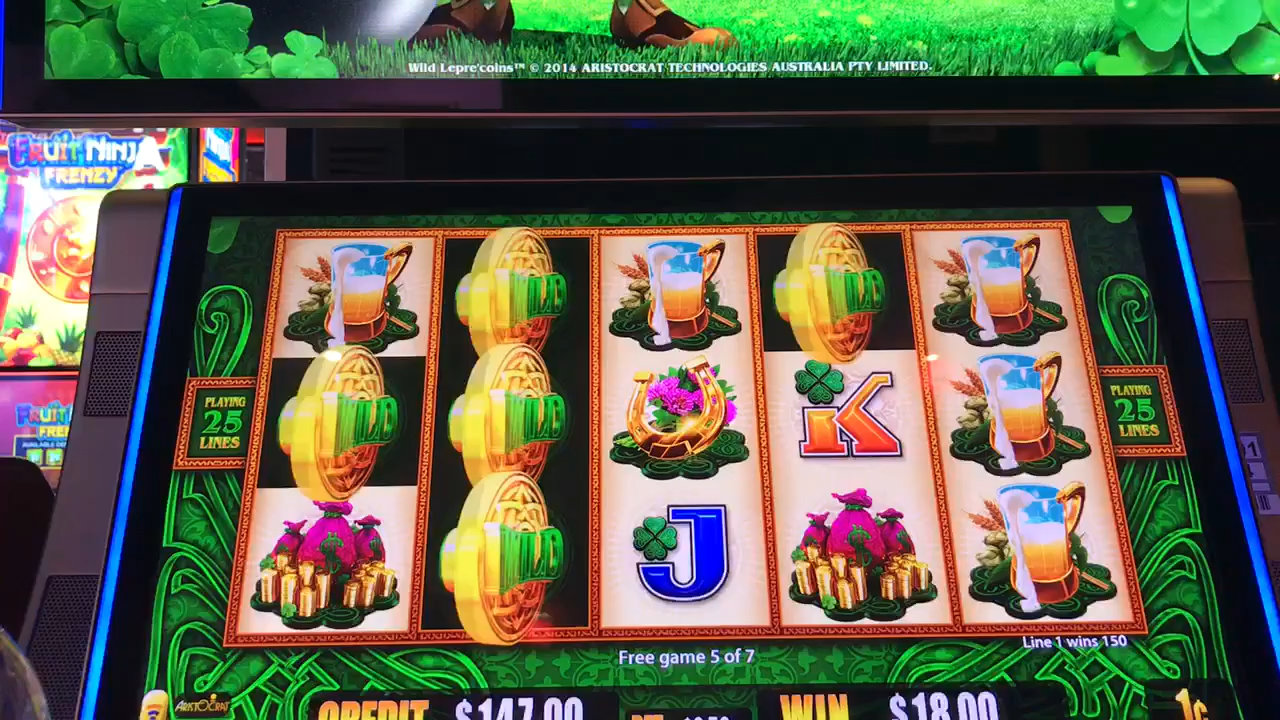 Wild Lepre'coins™ © 2014 ARISTOCRAT TECHNOLOGIES AUSTRALIA PTY LIMITED.
FRUIT NINJA
FRENZY
WILD
WILD
PLAYING
25
LINES
WILD
WILD
K
PLAYING
25
LINES
WILD
J
Line 1 wins 150
Free game 5 of 7
ARISTOCRAT
CREDIT $147.00
WIN $18.00
1¢